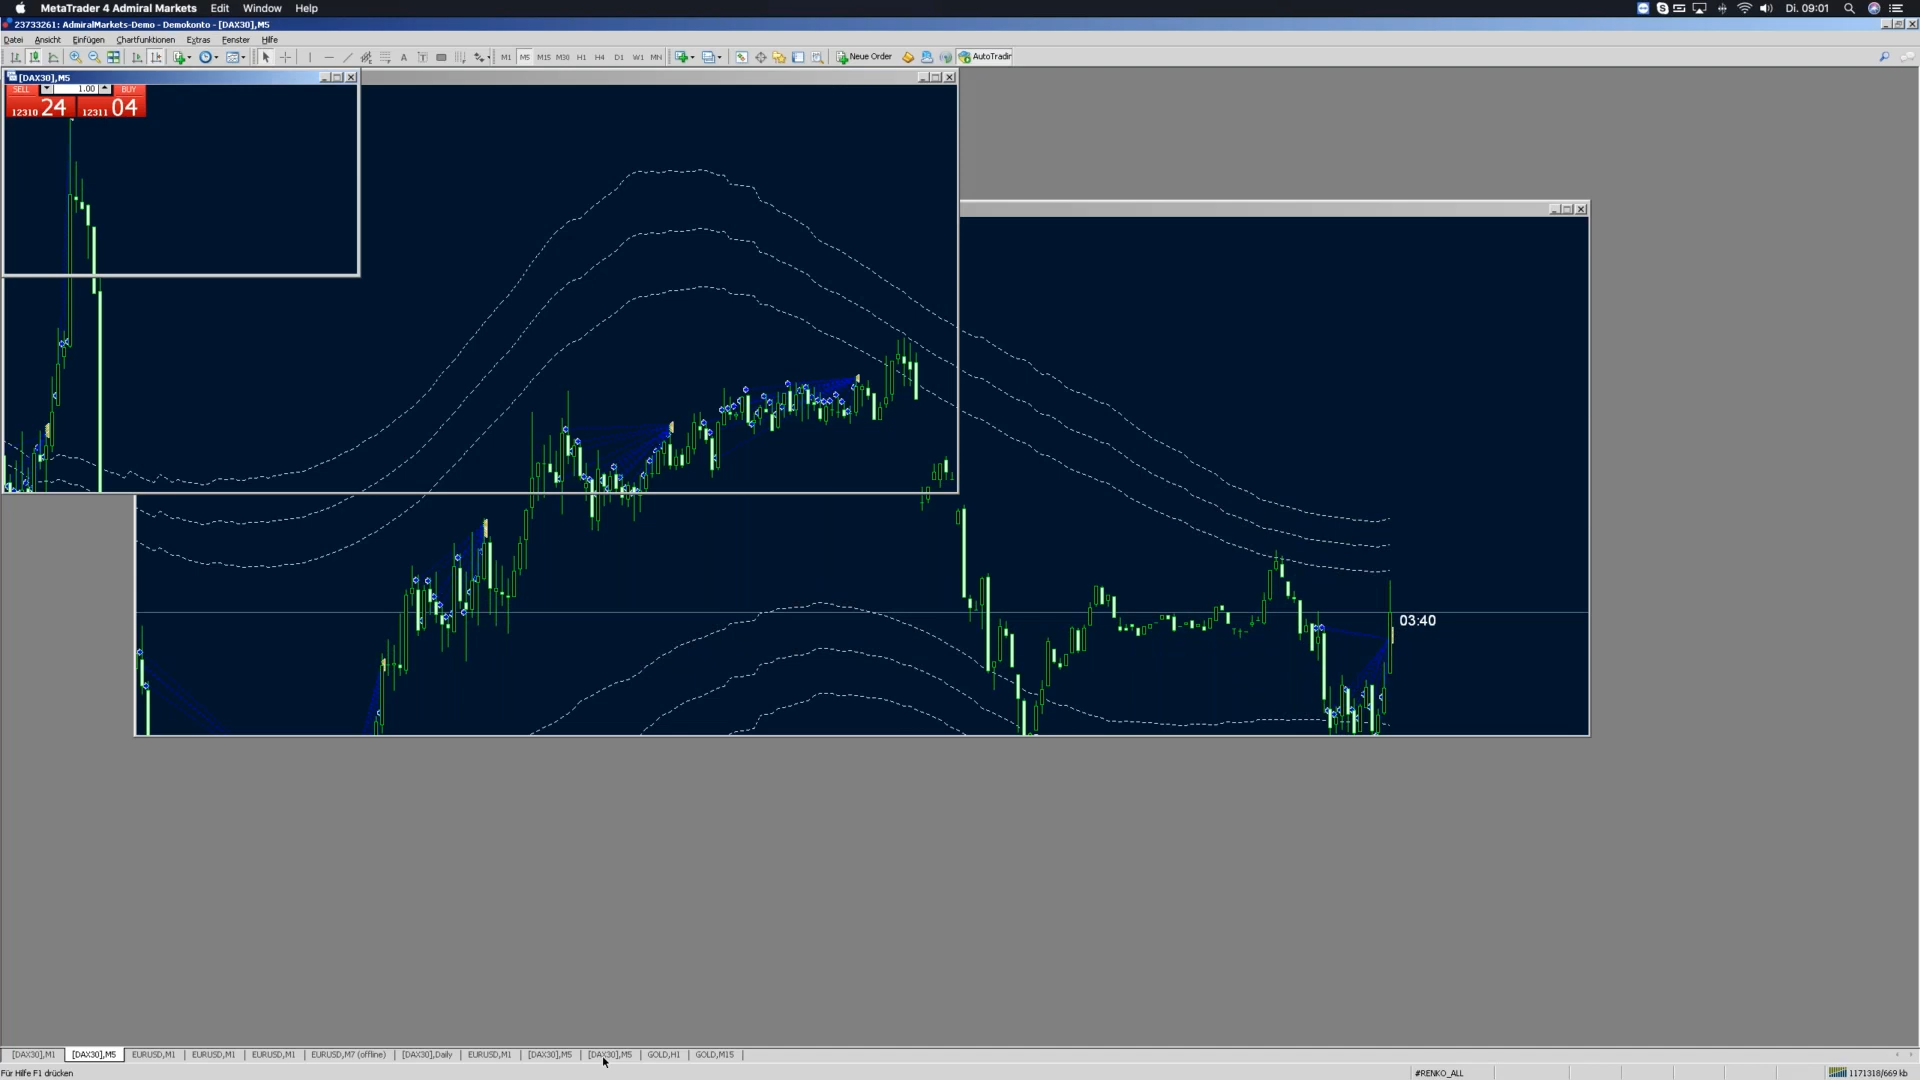 MetaTrader 4 Admiral Markets Edit Window Help Di. 09:01
23733261: AdmiralMarkets-Demo - Demokonto - [DAX30],M5
Datei Ansicht Einfügen Chartfunktionen Extras Fenster Hilfe
A T M1 M5 M15 M30 H1 H4 D1 W1 MN Neue Order AutoTradin
[DAX30],M5
SELL 1.00 BUY
12310 24 12311 04
03:40
[DAX30],M1 [DAX30],M5 EURUSD,M1 EURUSD,M1 EURUSD,M1 EURUSD,M7 (offline) [DAX30],Daily EURUSD,M1 [DAX30],M5 [DAX30],M5 GOLD,H1 GOLD,M15
Für Hilfe F1 drücken #RENKO_ALL 1171318/669 kb